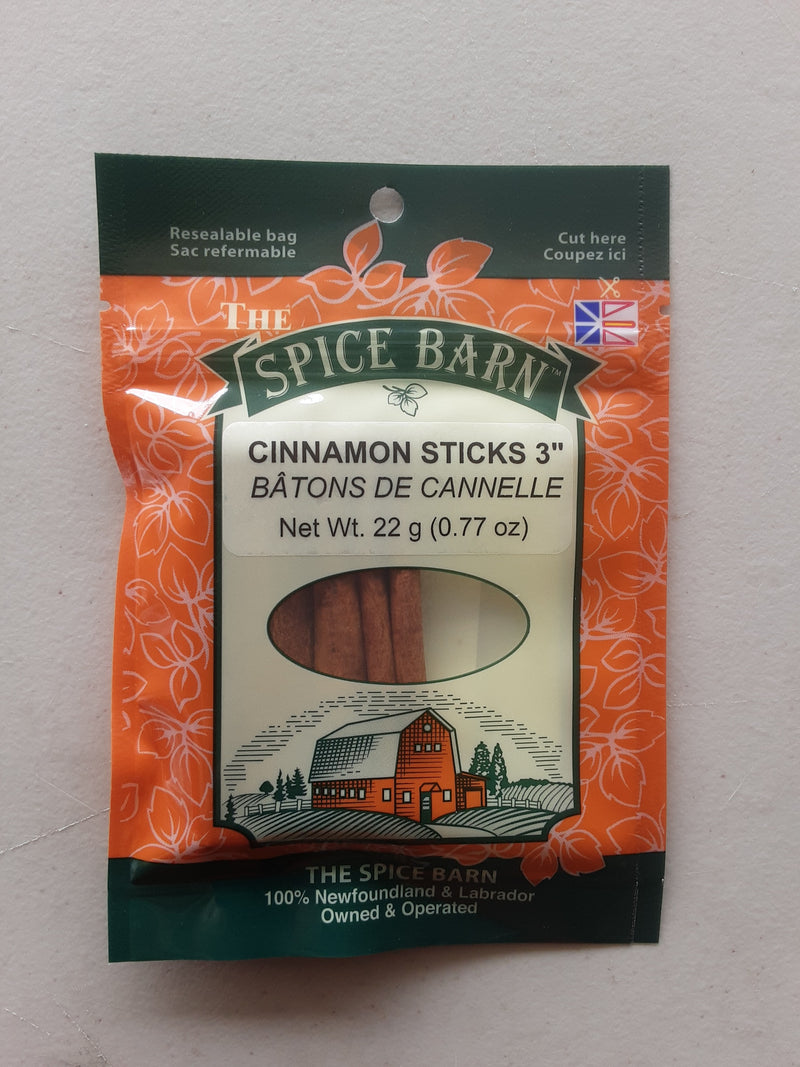 Resealable bag
Sac refermable
Cut here
Coupez ici
THE
SPICE BARN™
CINNAMON STICKS 3"
BÂTONS DE CANNELLE
Net Wt. 22 g (0.77 oz)
THE SPICE BARN
100% Newfoundland & Labrador
Owned & Operated